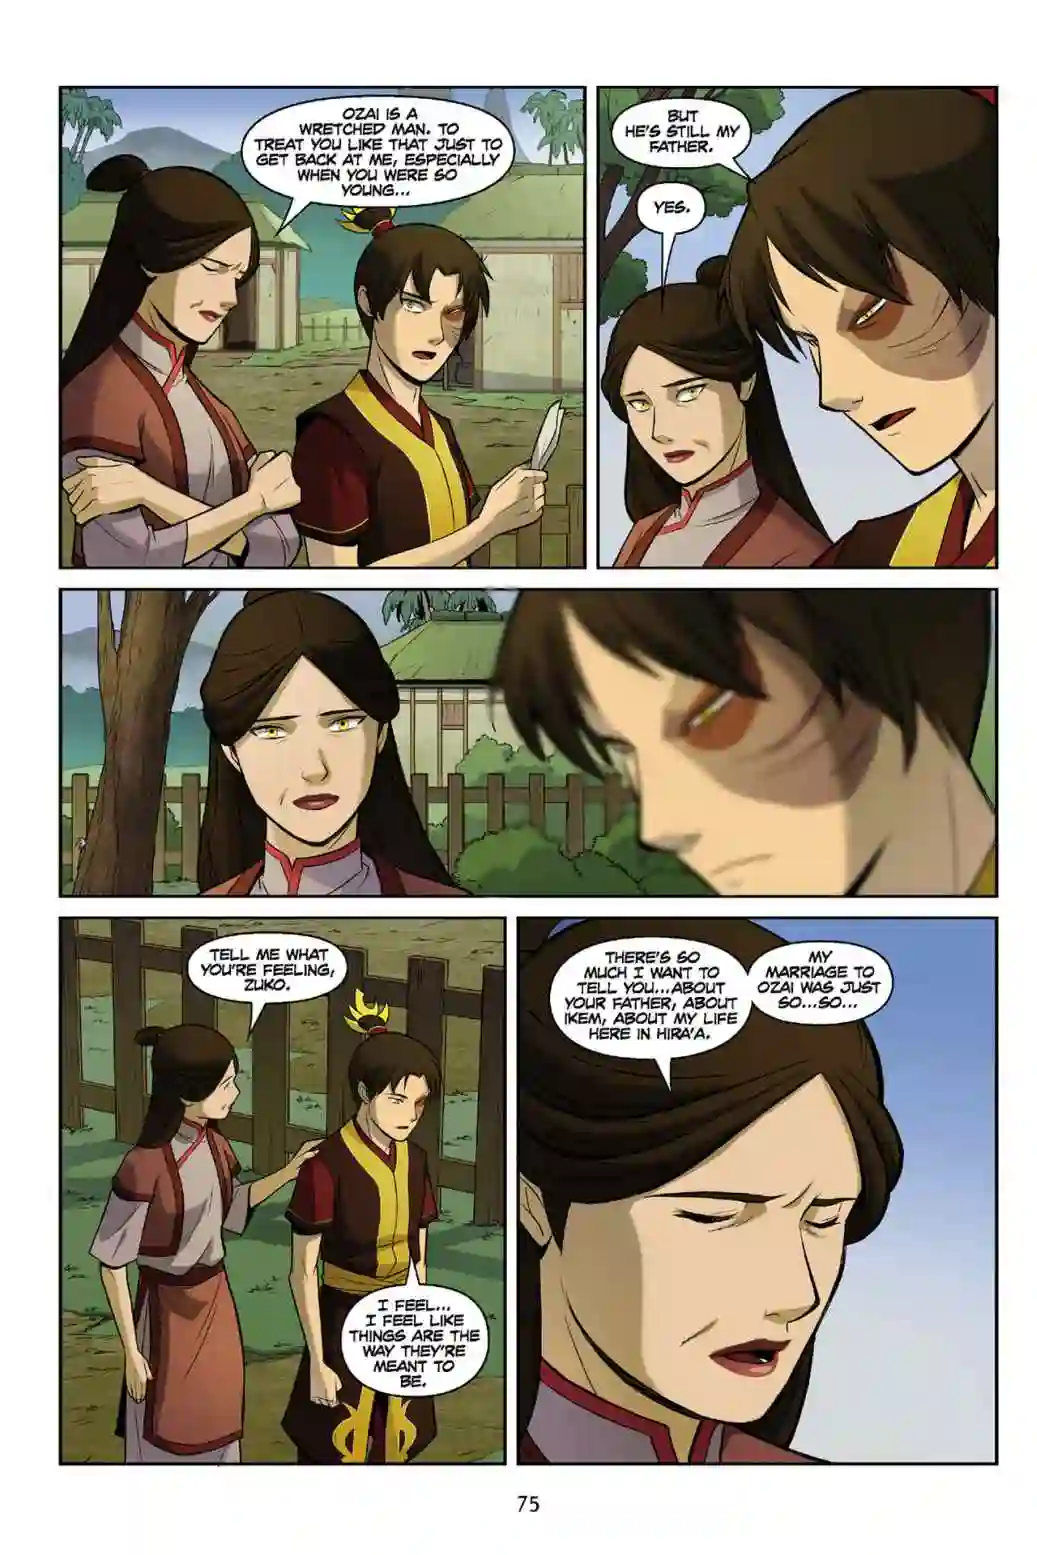 OZAI IS A
WRETCHED MAN. TO
TREAT YOU LIKE THAT JUST TO
GET BACK AT ME, ESPECIALLY
WHEN YOU WERE SO
YOUNG...
BUT
HE'S STILL MY
FATHER.
YES.
TELL ME WHAT
YOU'RE FEELING,
ZUKO.
I FEEL...
I FEEL LIKE
THINGS ARE THE
WAY THEY'RE
MEANT TO
BE.
THERE'S SO
MUCH I WANT TO
TELL YOU...ABOUT
YOUR FATHER, ABOUT
IKEM, ABOUT MY LIFE
HERE IN HIRA'A.
MY
MARRIAGE TO
OZAI WAS JUST
SO...SO...
75